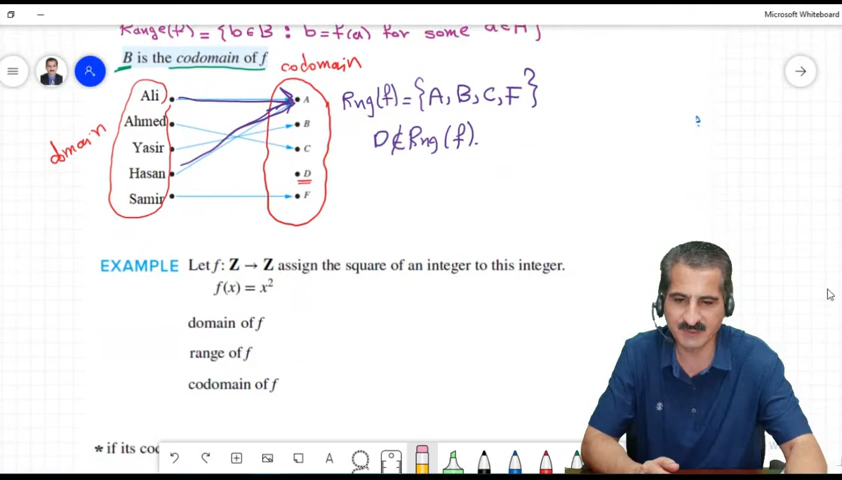 Microsoft Whiteboard
Range(f) = {b∈B : b = f(a) for some a∈A}
B is the codomain of f
codomain
domain
Ali
Ahmed
Yasir
Hasan
Samir
A
B
C
D
F
Rng(f) = {A, B, C, F}
D∉Rng(f).
EXAMPLE Let f: Z → Z assign the square of an integer to this integer.
f(x) = x²
domain of f
range of f
codomain of f
* if its